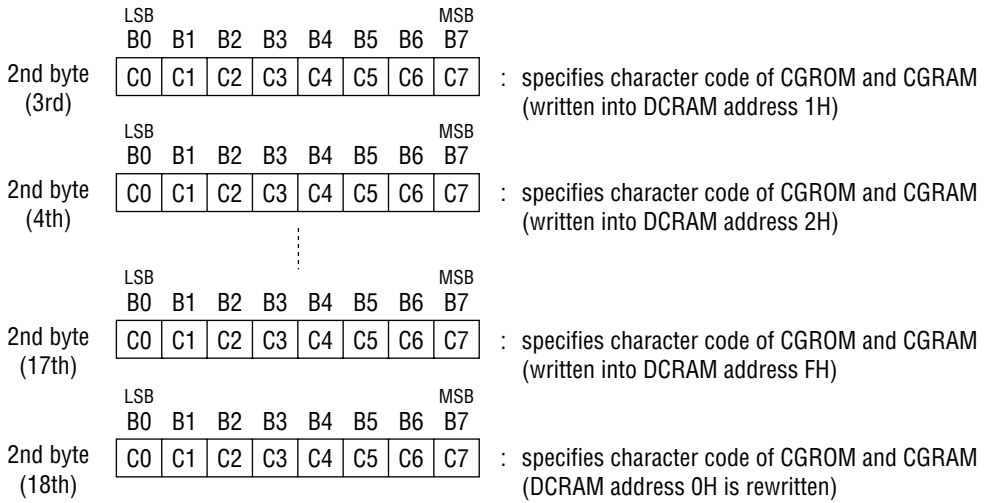 LSB MSB
B0 B1 B2 B3 B4 B5 B6 B7
2nd byte C0 C1 C2 C3 C4 C5 C6 C7 : specifies character code of CGROM and CGRAM
(3rd) (written into DCRAM address 1H)
LSB MSB
B0 B1 B2 B3 B4 B5 B6 B7
2nd byte C0 C1 C2 C3 C4 C5 C6 C7 : specifies character code of CGROM and CGRAM
(4th) (written into DCRAM address 2H)
LSB MSB
B0 B1 B2 B3 B4 B5 B6 B7
2nd byte C0 C1 C2 C3 C4 C5 C6 C7 : specifies character code of CGROM and CGRAM
(17th) (written into DCRAM address FH)
LSB MSB
B0 B1 B2 B3 B4 B5 B6 B7
2nd byte C0 C1 C2 C3 C4 C5 C6 C7 : specifies character code of CGROM and CGRAM
(18th) (DCRAM address 0H is rewritten)